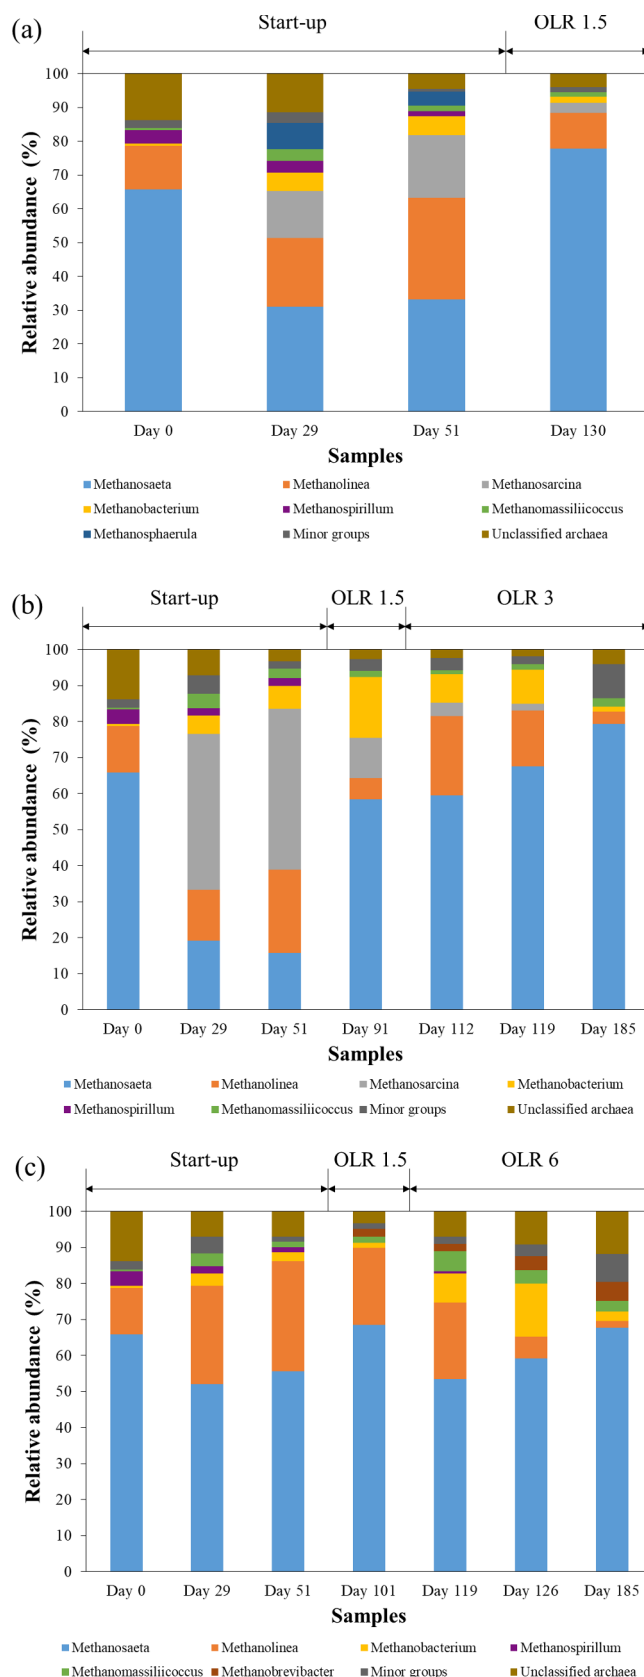 (a)
Start-up OLR 1.5
Relative abundance (%)
100
90
80
70
60
50
40
30
20
10
0
Day 0 Day 29 Day 51 Day 130
Samples
Methanosaeta Methanolinea Methanosarcina
Methanobacterium Methanospirillum Methanomassiliicoccus
Methanosphaerula Minor groups Unclassified archaea
(b)
Start-up OLR 1.5 OLR 3
Relative abundance (%)
100
90
80
70
60
50
40
30
20
10
0
Day 0 Day 29 Day 51 Day 91 Day 112 Day 119 Day 185
Samples
Methanosaeta Methanolinea Methanosarcina Methanobacterium
Methanospirillum Methanomassiliicoccus Minor groups Unclassified archaea
(c)
Start-up OLR 1.5 OLR 6
Relative abundance (%)
100
90
80
70
60
50
40
30
20
10
0
Day 0 Day 29 Day 51 Day 101 Day 119 Day 126 Day 185
Samples
Methanosaeta Methanolinea Methanobacterium Methanospirillum
Methanomassiliicoccus Methanobrevibacter Minor groups Unclassified archaea